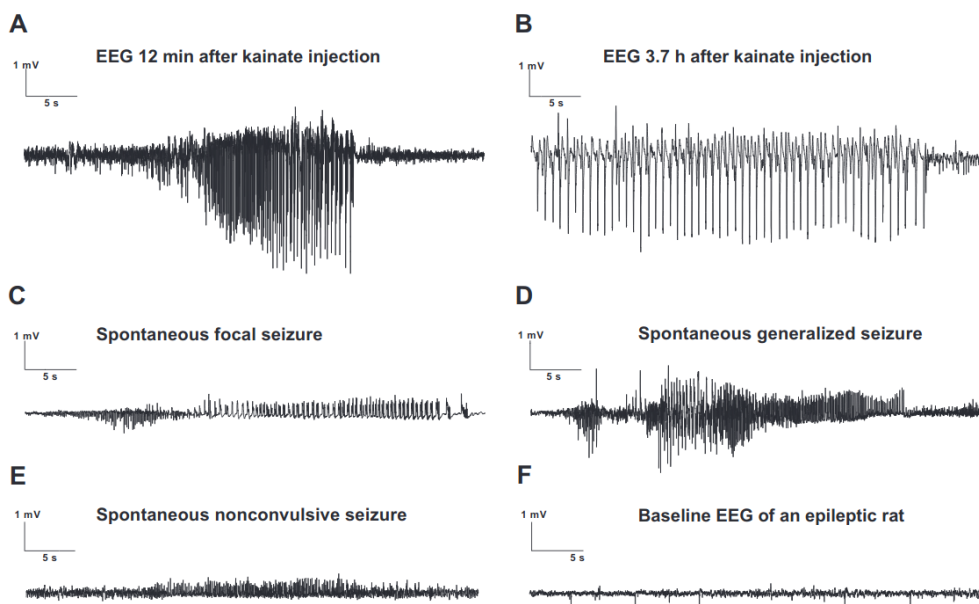 A
EEG 12 min after kainate injection
1 mV
5 s
B
EEG 3.7 h after kainate injection
1 mV
5 s
C
Spontaneous focal seizure
1 mV
5 s
D
Spontaneous generalized seizure
1 mV
5 s
E
Spontaneous nonconvulsive seizure
1 mV
5 s
F
Baseline EEG of an epileptic rat
1 mV
5 s